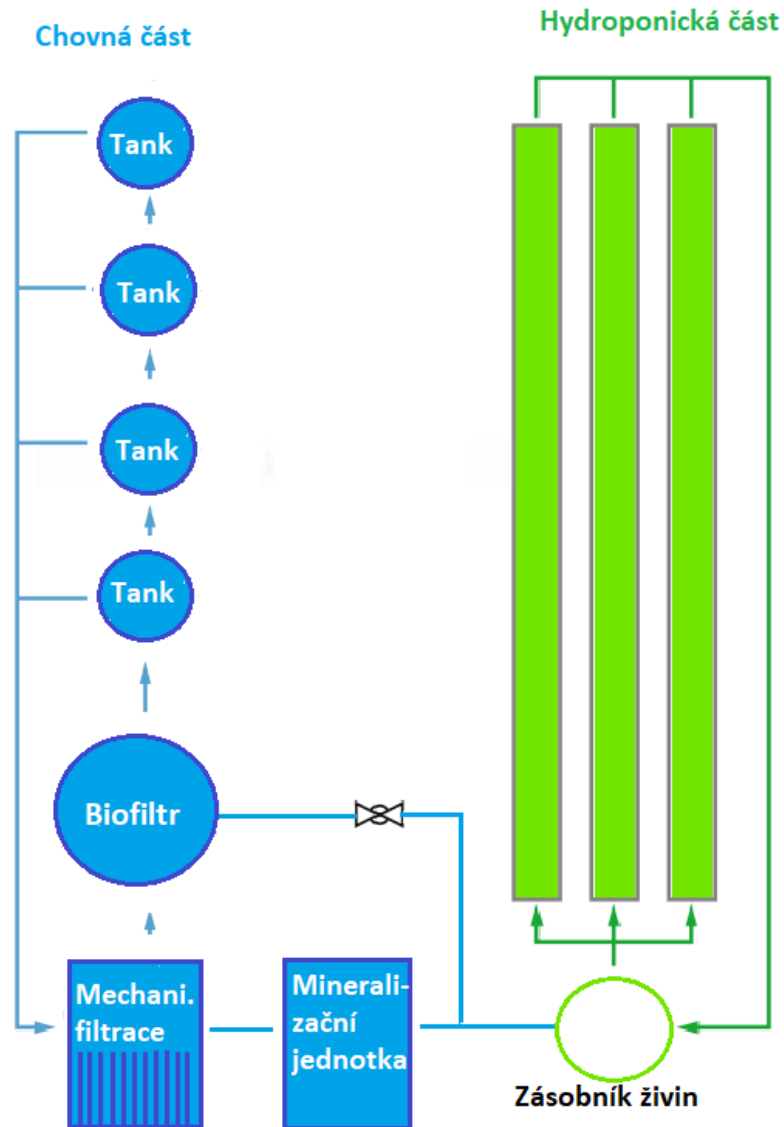 Chovná část
Hydroponická část
Tank
Tank
Tank
Tank
Biofiltr
Mechani.
filtrace
Minerali-
zační
jednotka
Zásobník živin